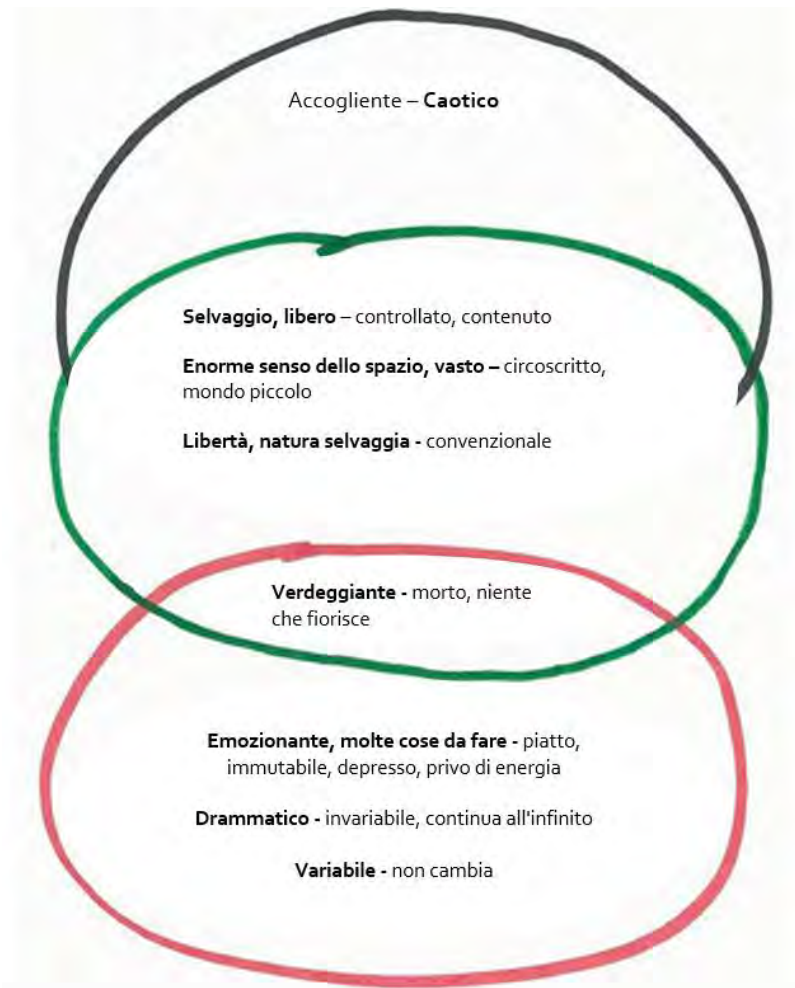 Accogliente – Caotico
Selvaggio, libero – controllato, contenuto
Enorme senso dello spazio, vasto – circoscritto,
mondo piccolo
Libertà, natura selvaggia - convenzionale
Verdeggiante - morto, niente
che fiorisce
Emozionante, molte cose da fare - piatto,
immutabile, depresso, privo di energia
Drammatico - invariabile, continua all'infinito
Variabile - non cambia